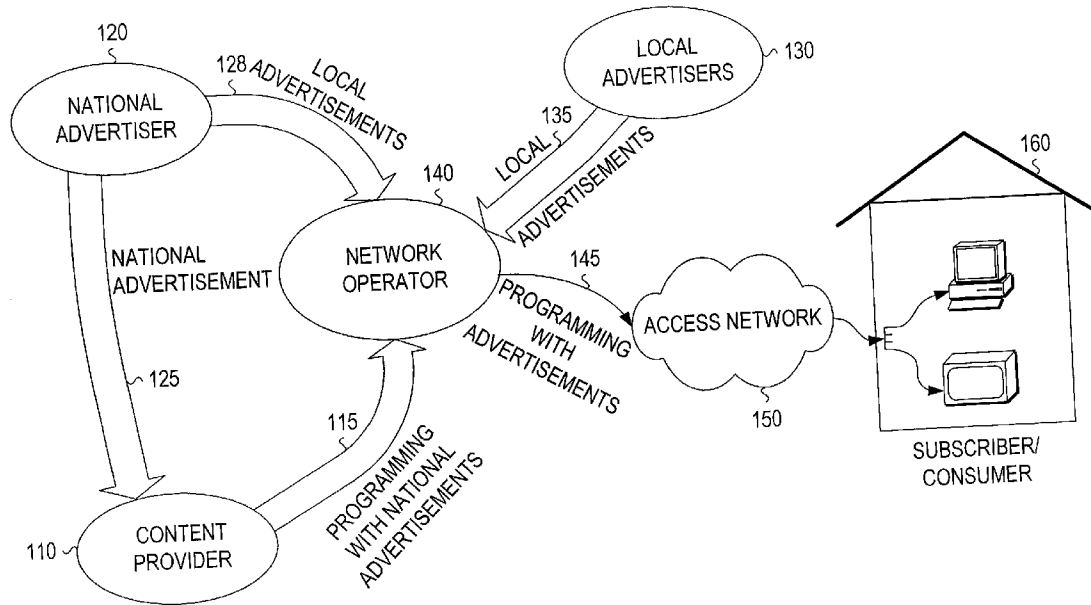 120
NATIONAL
ADVERTISER
128
LOCAL
ADVERTISEMENTS
LOCAL
ADVERTISERS
130
135
LOCAL
ADVERTISEMENTS
140
NETWORK
OPERATOR
NATIONAL
ADVERTISEMENT
125
145
PROGRAMMING
WITH
ADVERTISEMENTS
ACCESS NETWORK
150
160
SUBSCRIBER/
CONSUMER
115
PROGRAMMING
WITH NATIONAL
ADVERTISEMENTS
110
CONTENT
PROVIDER